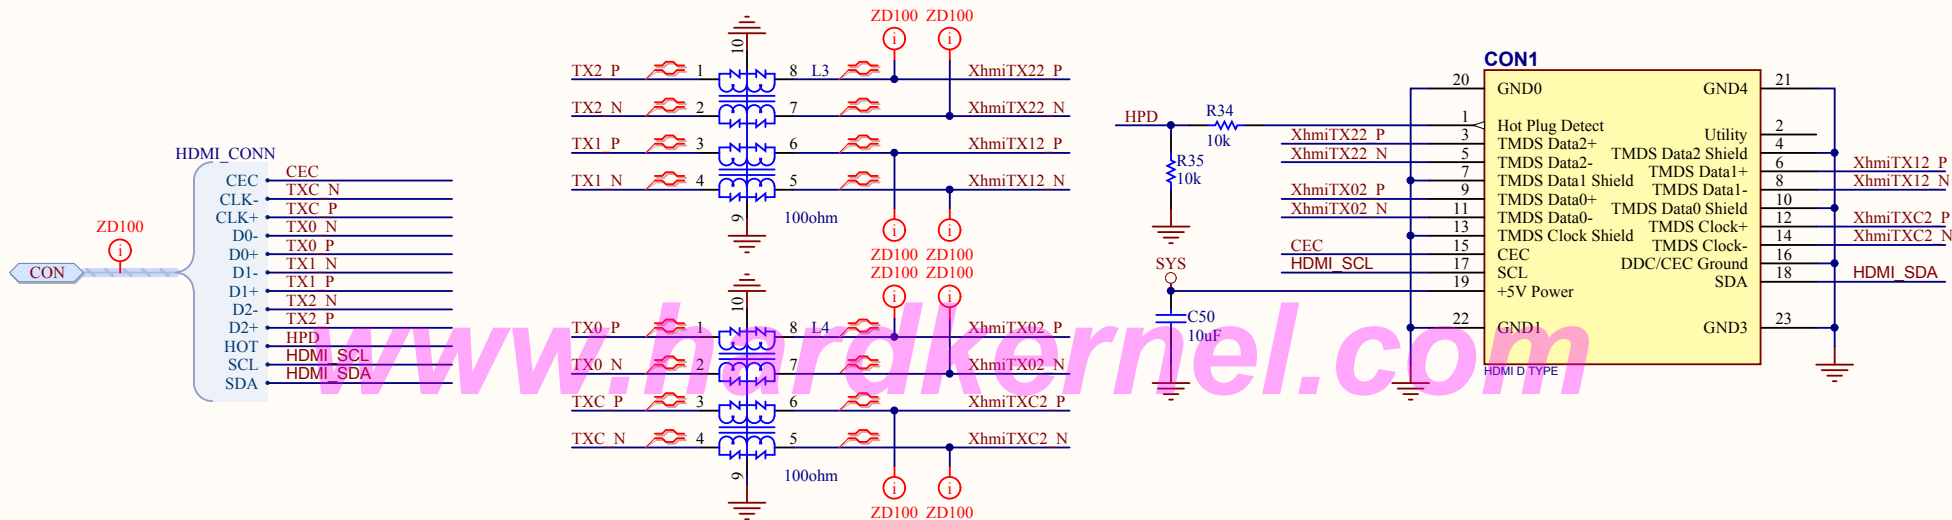 HDMI_CONN
CEC CEC
CLK- TXC_N
CLK+ TXC_P
D0- TX0_N
D0+ TX0_P
D1- TX1_N
D1+ TX1_P
D2- TX2_N
D2+ TX2_P
HOT HPD
SCL HDMI_SCL
SDA HDMI_SDA
ZD100
i
CON
ZD100 ZD100
i i
10
TX2_P 1 8 L3 XhmiTX22_P
TX2_N 2 7 XhmiTX22_N
TX1_P 3 6 XhmiTX12_P
TX1_N 4 5 XhmiTX12_N
9 100ohm
i i
ZD100 ZD100
ZD100 ZD100
i i
10
TX0_P 1 8 L4 XhmiTX02_P
TX0_N 2 7 XhmiTX02_N
TXC_P 3 6 XhmiTXC2_P
TXC_N 4 5 XhmiTXC2_N
9 100ohm
i i
ZD100 ZD100
HPD
R34
10k
R35
10k
SYS
C50
10uF
CON1
20 GND0 GND4 21
1 Hot Plug Detect Utility 2
XhmiTX22_P 3 TMDS Data2+ TMDS Data2 Shield 4
XhmiTX22_N 5 TMDS Data2- TMDS Data1+ 6 XhmiTX12_P
7 TMDS Data1 Shield TMDS Data1- 8 XhmiTX12_N
XhmiTX02_P 9 TMDS Data0+ TMDS Data0 Shield 10
XhmiTX02_N 11 TMDS Data0- TMDS Clock+ 12 XhmiTXC2_P
13 TMDS Clock Shield TMDS Clock- 14 XhmiTXC2_N
CEC 15 CEC DDC/CEC Ground 16
HDMI_SCL 17 SCL SDA 18 HDMI_SDA
19 +5V Power
22 GND1 GND3 23
HDMI D TYPE
www.hardkernel.com